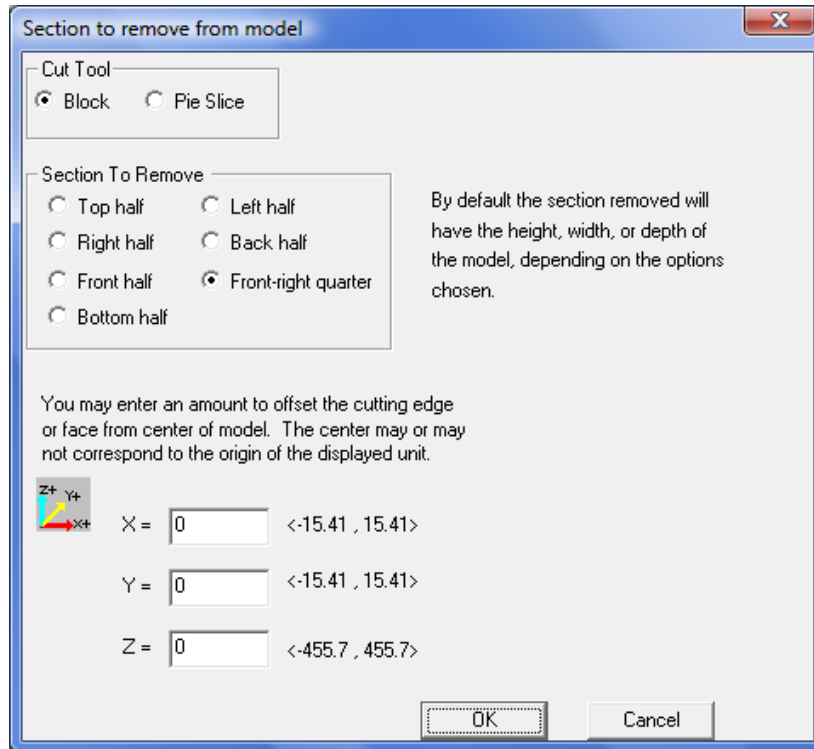 Section to remove from model
Cut Tool
Block Pie Slice
Section To Remove
Top half Left half
Right half Back half
Front half Front-right quarter
Bottom half
By default the section removed will
have the height, width, or depth of
the model, depending on the options
chosen.
You may enter an amount to offset the cutting edge
or face from center of model. The center may or may
not correspond to the origin of the displayed unit.
Z+ Y+
X+
X = 0 <-15.41 , 15.41>
Y = 0 <-15.41 , 15.41>
Z = 0 <-455.7 , 455.7>
OK Cancel